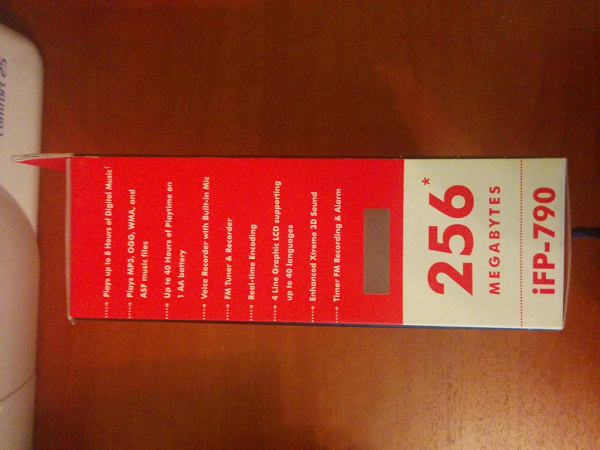 Plays up to 8 Hours of Digital Music†
Plays MP3, OGG, WMA, and
ASF music files
Up to 40 Hours of Playtime on
1 AA battery
Voice Recorder with Built-in Mic
FM Tuner & Recorder
Real-time Encoding
4 Line Graphic LCD supporting
up to 40 languages
Enhanced Xtreme 3D Sound
Timer FM Recording & Alarm
256*
MEGABYTES
iFP-790
comfort 25